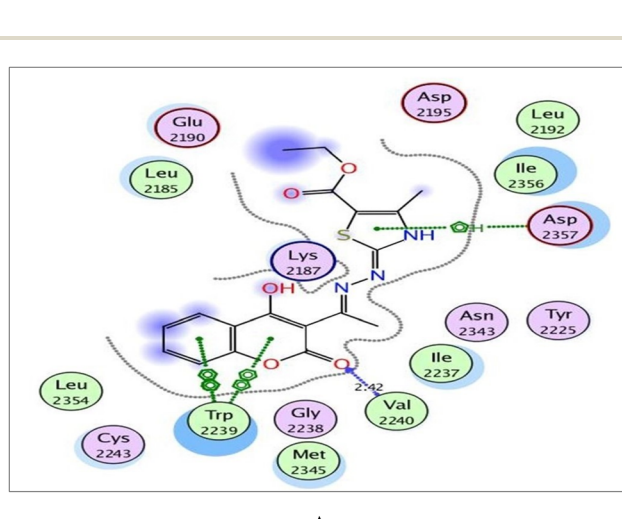 Asp
2195
Glu
2190
Leu
2192
Leu
2185
Ile
2356
O
O
Asp
2357
H
S
NH
Lys
2187
N
N
OH
Asn
2343
Tyr
2225
O
O
Ile
2237
2.42
Leu
2354
Trp
2239
Gly
2238
Val
2240
Cys
2243
Met
2345